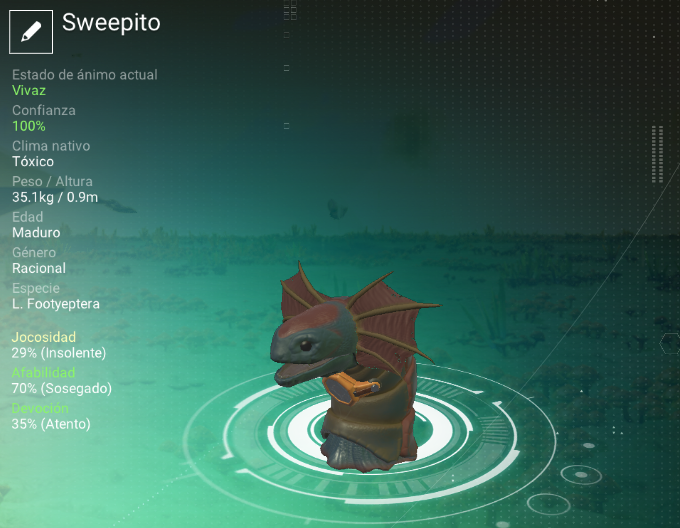 Sweepito
Estado de ánimo actual
Vivaz
Confianza
100%
Clima nativo
Tóxico
Peso / Altura
35.1kg / 0.9m
Edad
Maduro
Género
Racional
Especie
L. Footyeptera
Jocosidad
29% (Insolente)
Afabilidad
70% (Sosegado)
Devoción
35% (Atento)